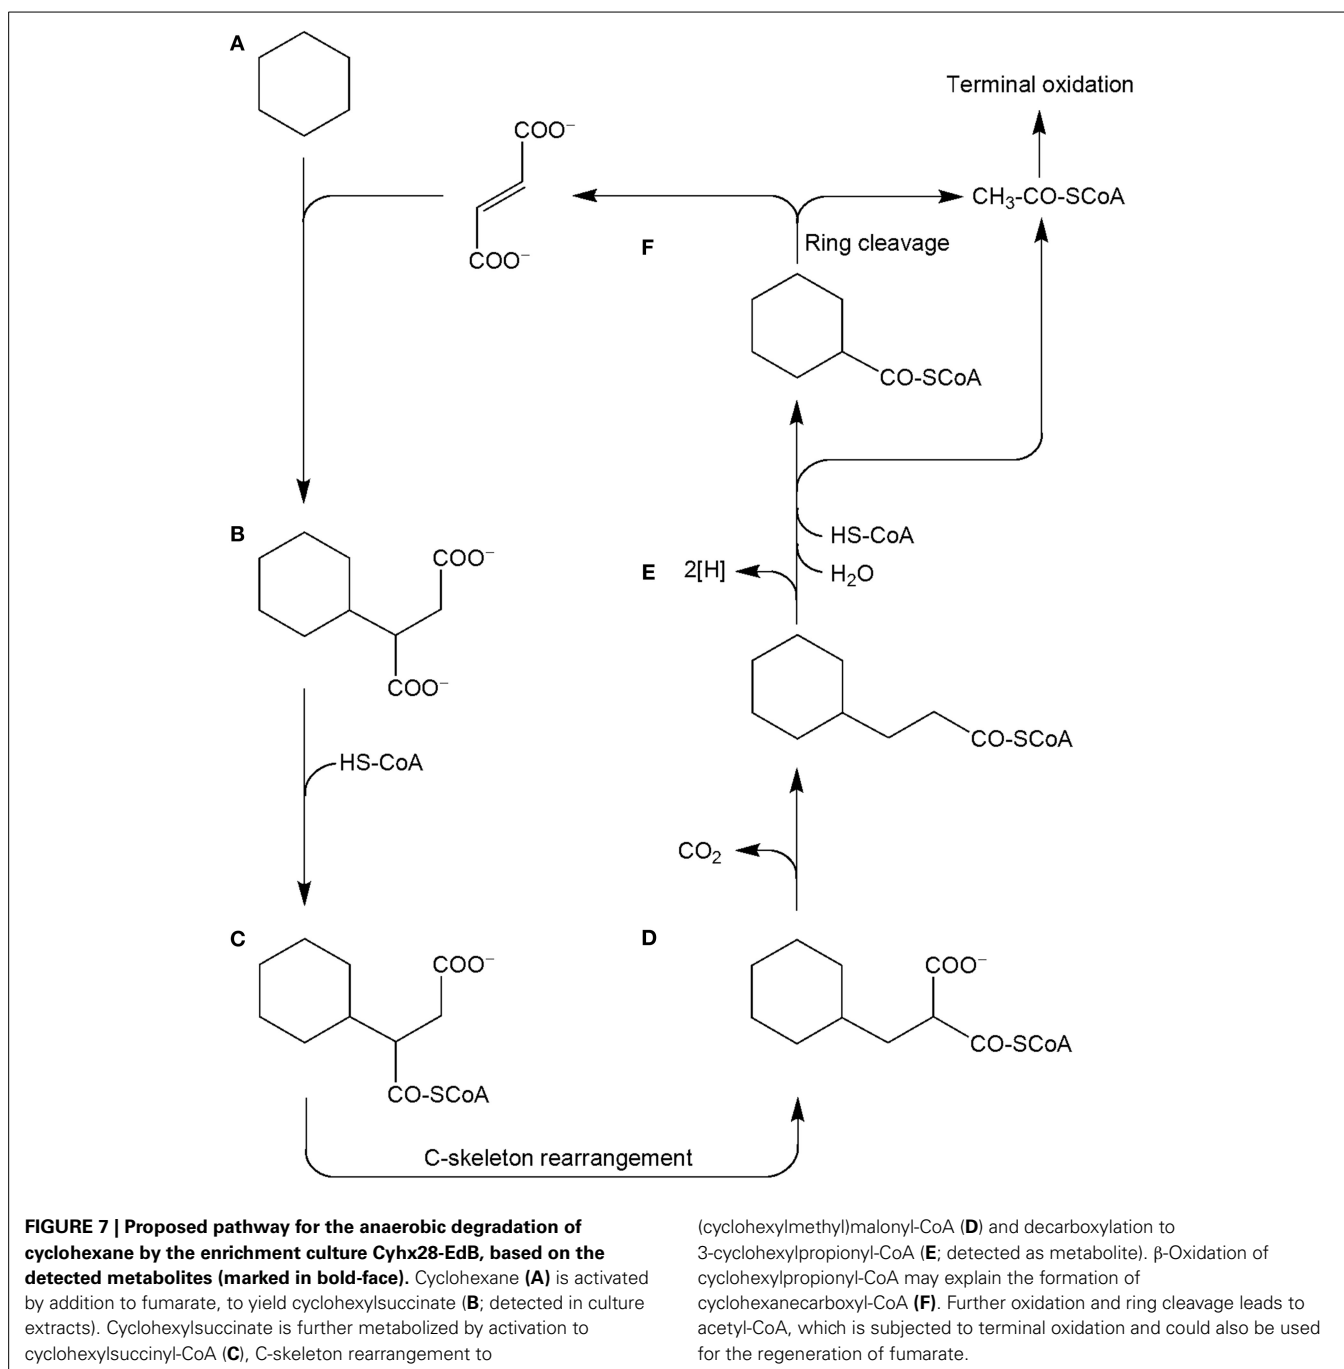 A
Terminal oxidation
COO⁻
CH₃-CO-SCoA
F
Ring cleavage
COO⁻
CO-SCoA
B
COO⁻
HS-CoA
E
2[H]
H₂O
COO⁻
CO-SCoA
HS-CoA
CO₂
C
D
COO⁻
COO⁻
CO-SCoA
CO-SCoA
C-skeleton rearrangement
FIGURE 7 | Proposed pathway for the anaerobic degradation of
cyclohexane by the enrichment culture Cyhx28-EdB, based on the
detected metabolites (marked in bold-face). Cyclohexane (A) is activated
by addition to fumarate, to yield cyclohexylsuccinate (B; detected in culture
extracts). Cyclohexylsuccinate is further metabolized by activation to
cyclohexylsuccinyl-CoA (C), C-skeleton rearrangement to
(cyclohexylmethyl)malonyl-CoA (D) and decarboxylation to
3-cyclohexylpropionyl-CoA (E; detected as metabolite). β-Oxidation of
cyclohexylpropionyl-CoA may explain the formation of
cyclohexanecarboxyl-CoA (F). Further oxidation and ring cleavage leads to
acetyl-CoA, which is subjected to terminal oxidation and could also be used
for the regeneration of fumarate.